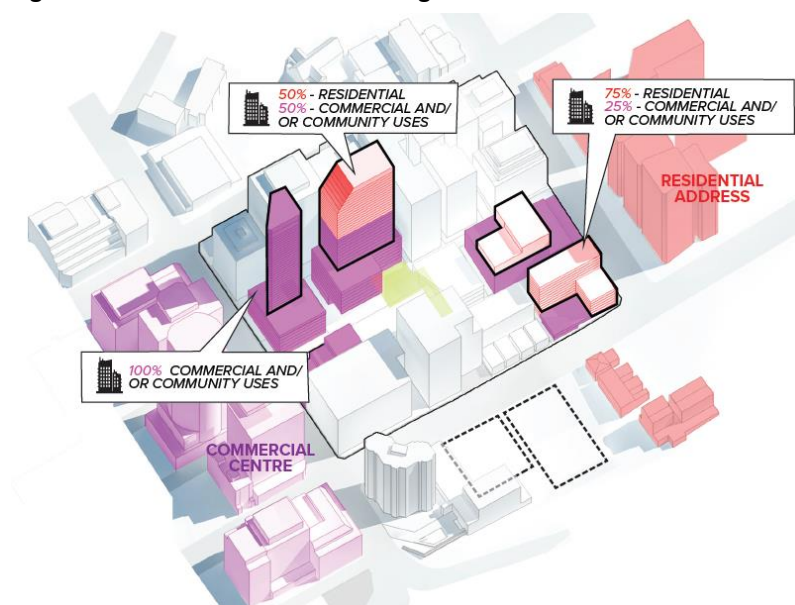 50% - RESIDENTIAL
50% - COMMERCIAL AND/
OR COMMUNITY USES
75% - RESIDENTIAL
25% - COMMERCIAL AND/
OR COMMUNITY USES
RESIDENTIAL
ADDRESS
100% COMMERCIAL AND/
OR COMMUNITY USES
COMMERCIAL
CENTRE